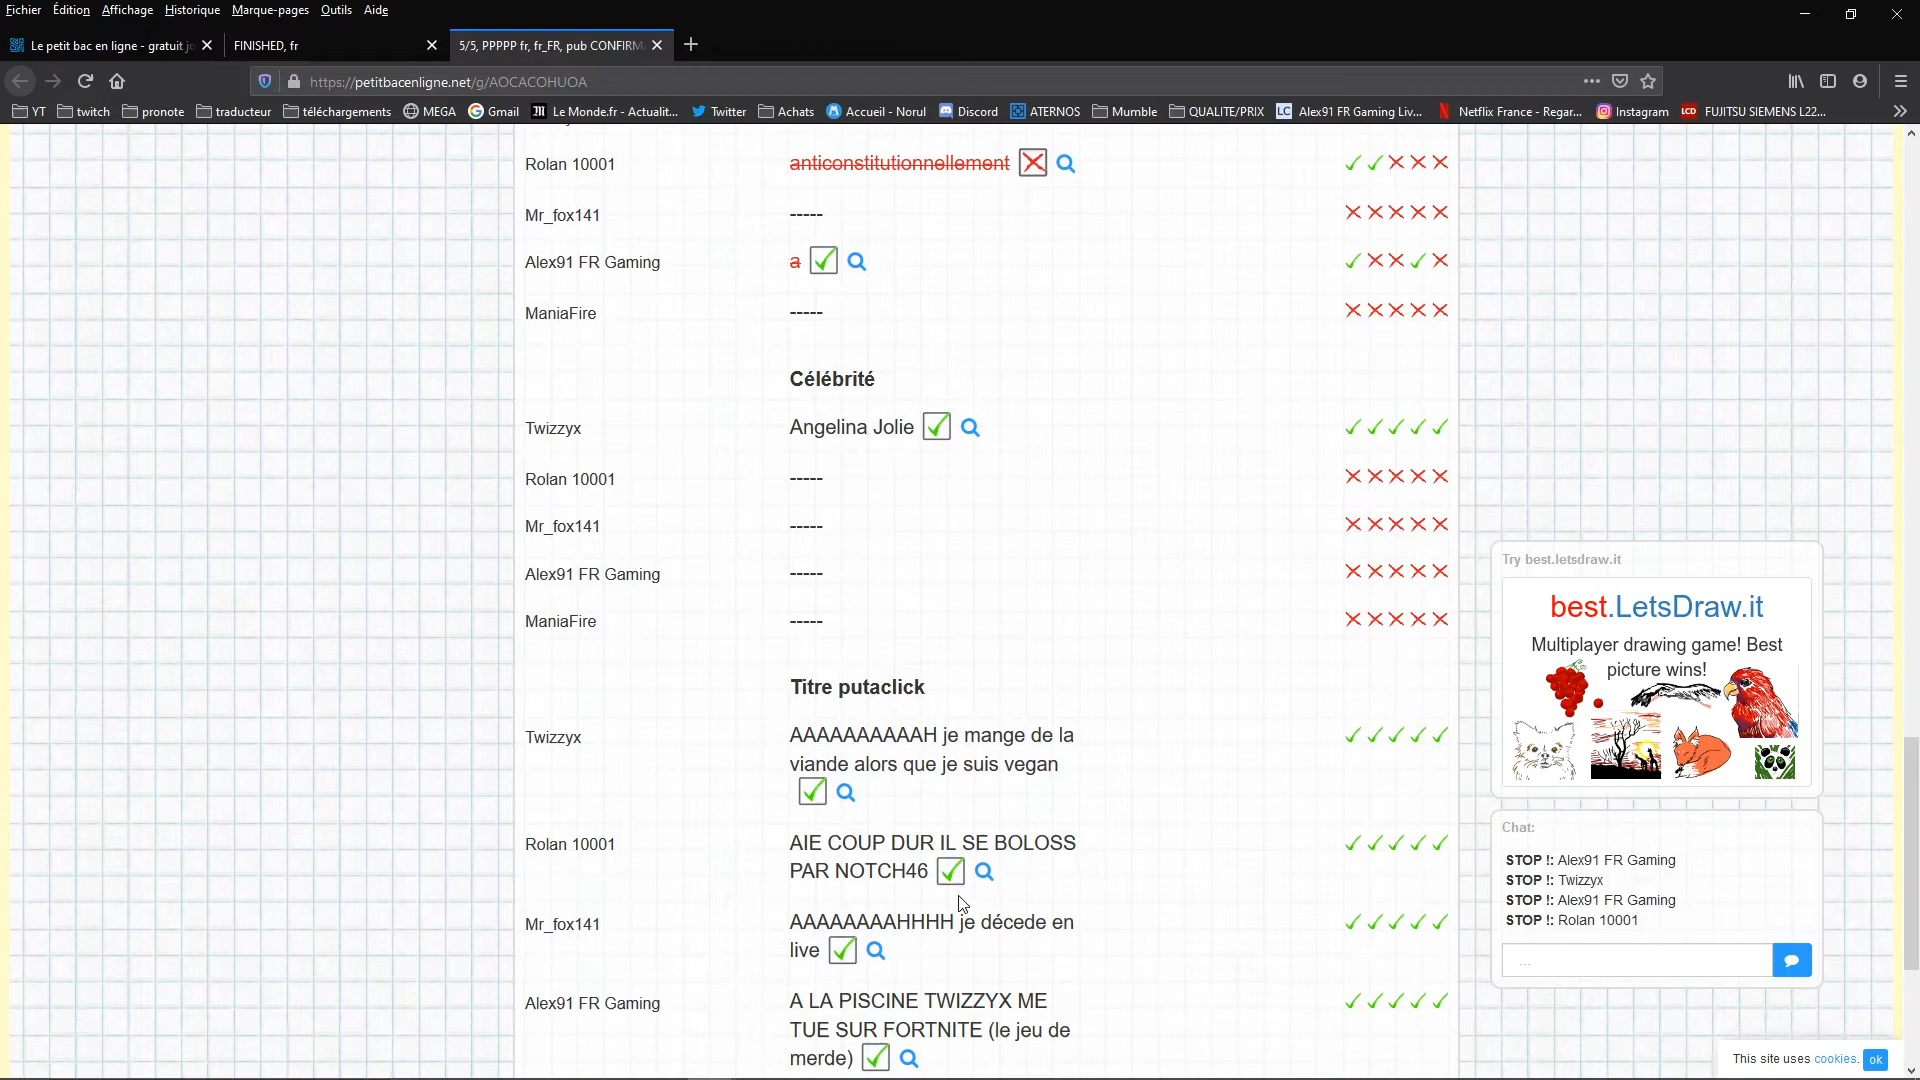 Fichier Édition Affichage Historique Marque-pages Outils Aide
Le petit bac en ligne - gratuit jo
FINISHED, fr
5/5, PPPPP fr, fr_FR, pub CONFIRM
https://petitbacenligne.net/g/AOCACOHUOA
YT twitch pronote traducteur téléchargements MEGA Gmail Le Monde.fr - Actualit... Twitter Achats Accueil - Norul Discord ATERNOS Mumble QUALITE/PRIX Alex91 FR Gaming Liv... Netflix France - Regar... Instagram FUJITSU SIEMENS L22...
Rolan 10001 anticonstitutionnellement
Mr_fox141 -----
Alex91 FR Gaming a
ManiaFire -----
Célébrité
Twizzyx Angelina Jolie
Rolan 10001 -----
Mr_fox141 -----
Alex91 FR Gaming -----
ManiaFire -----
Titre putaclick
Twizzyx AAAAAAAAAAH je mange de la
viande alors que je suis vegan
Rolan 10001 AIE COUP DUR IL SE BOLOSS
PAR NOTCH46
Mr_fox141 AAAAAAAAHHHH je décede en
live
Alex91 FR Gaming A LA PISCINE TWIZZYX ME
TUE SUR FORTNITE (le jeu de
merde)
Try best.letsdraw.it
best.LetsDraw.it
Multiplayer drawing game! Best
picture wins!
Chat:
STOP !: Alex91 FR Gaming
STOP !: Twizzyx
STOP !: Alex91 FR Gaming
STOP !: Rolan 10001
...
This site uses cookies. ok